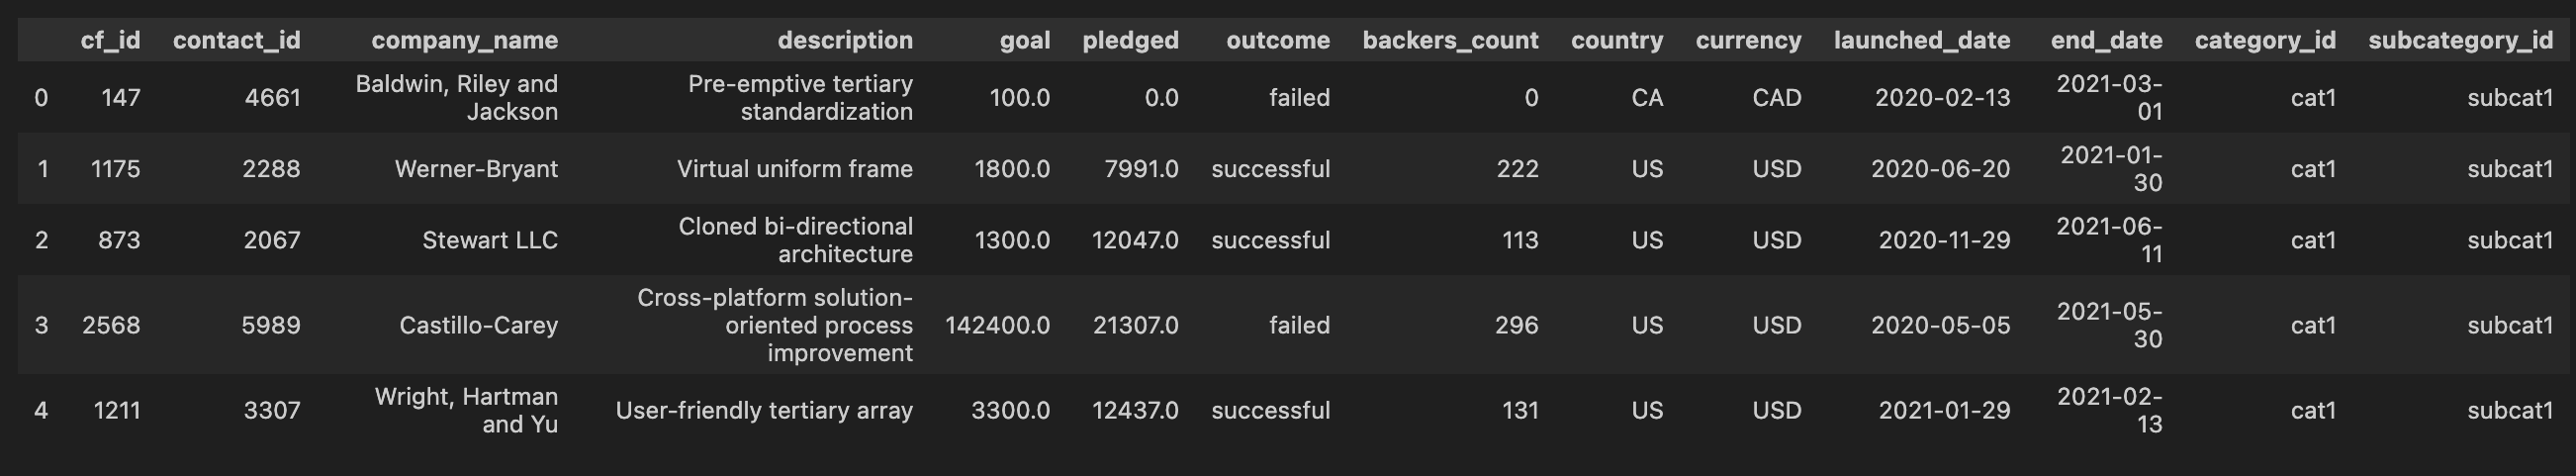 cf_id contact_id company_name description goal pledged outcome backers_count country currency launched_date end_date category_id subcategory_id
0 147 4661 Baldwin, Riley and Jackson Pre-emptive tertiary standardization 100.0 0.0 failed 0 CA CAD 2020-02-13 2021-03-01 cat1 subcat1
1 1175 2288 Werner-Bryant Virtual uniform frame 1800.0 7991.0 successful 222 US USD 2020-06-20 2021-01-30 cat1 subcat1
2 873 2067 Stewart LLC Cloned bi-directional architecture 1300.0 12047.0 successful 113 US USD 2020-11-29 2021-06-11 cat1 subcat1
3 2568 5989 Castillo-Carey Cross-platform solution-oriented process improvement 142400.0 21307.0 failed 296 US USD 2020-05-05 2021-05-30 cat1 subcat1
4 1211 3307 Wright, Hartman and Yu User-friendly tertiary array 3300.0 12437.0 successful 131 US USD 2021-01-29 2021-02-13 cat1 subcat1